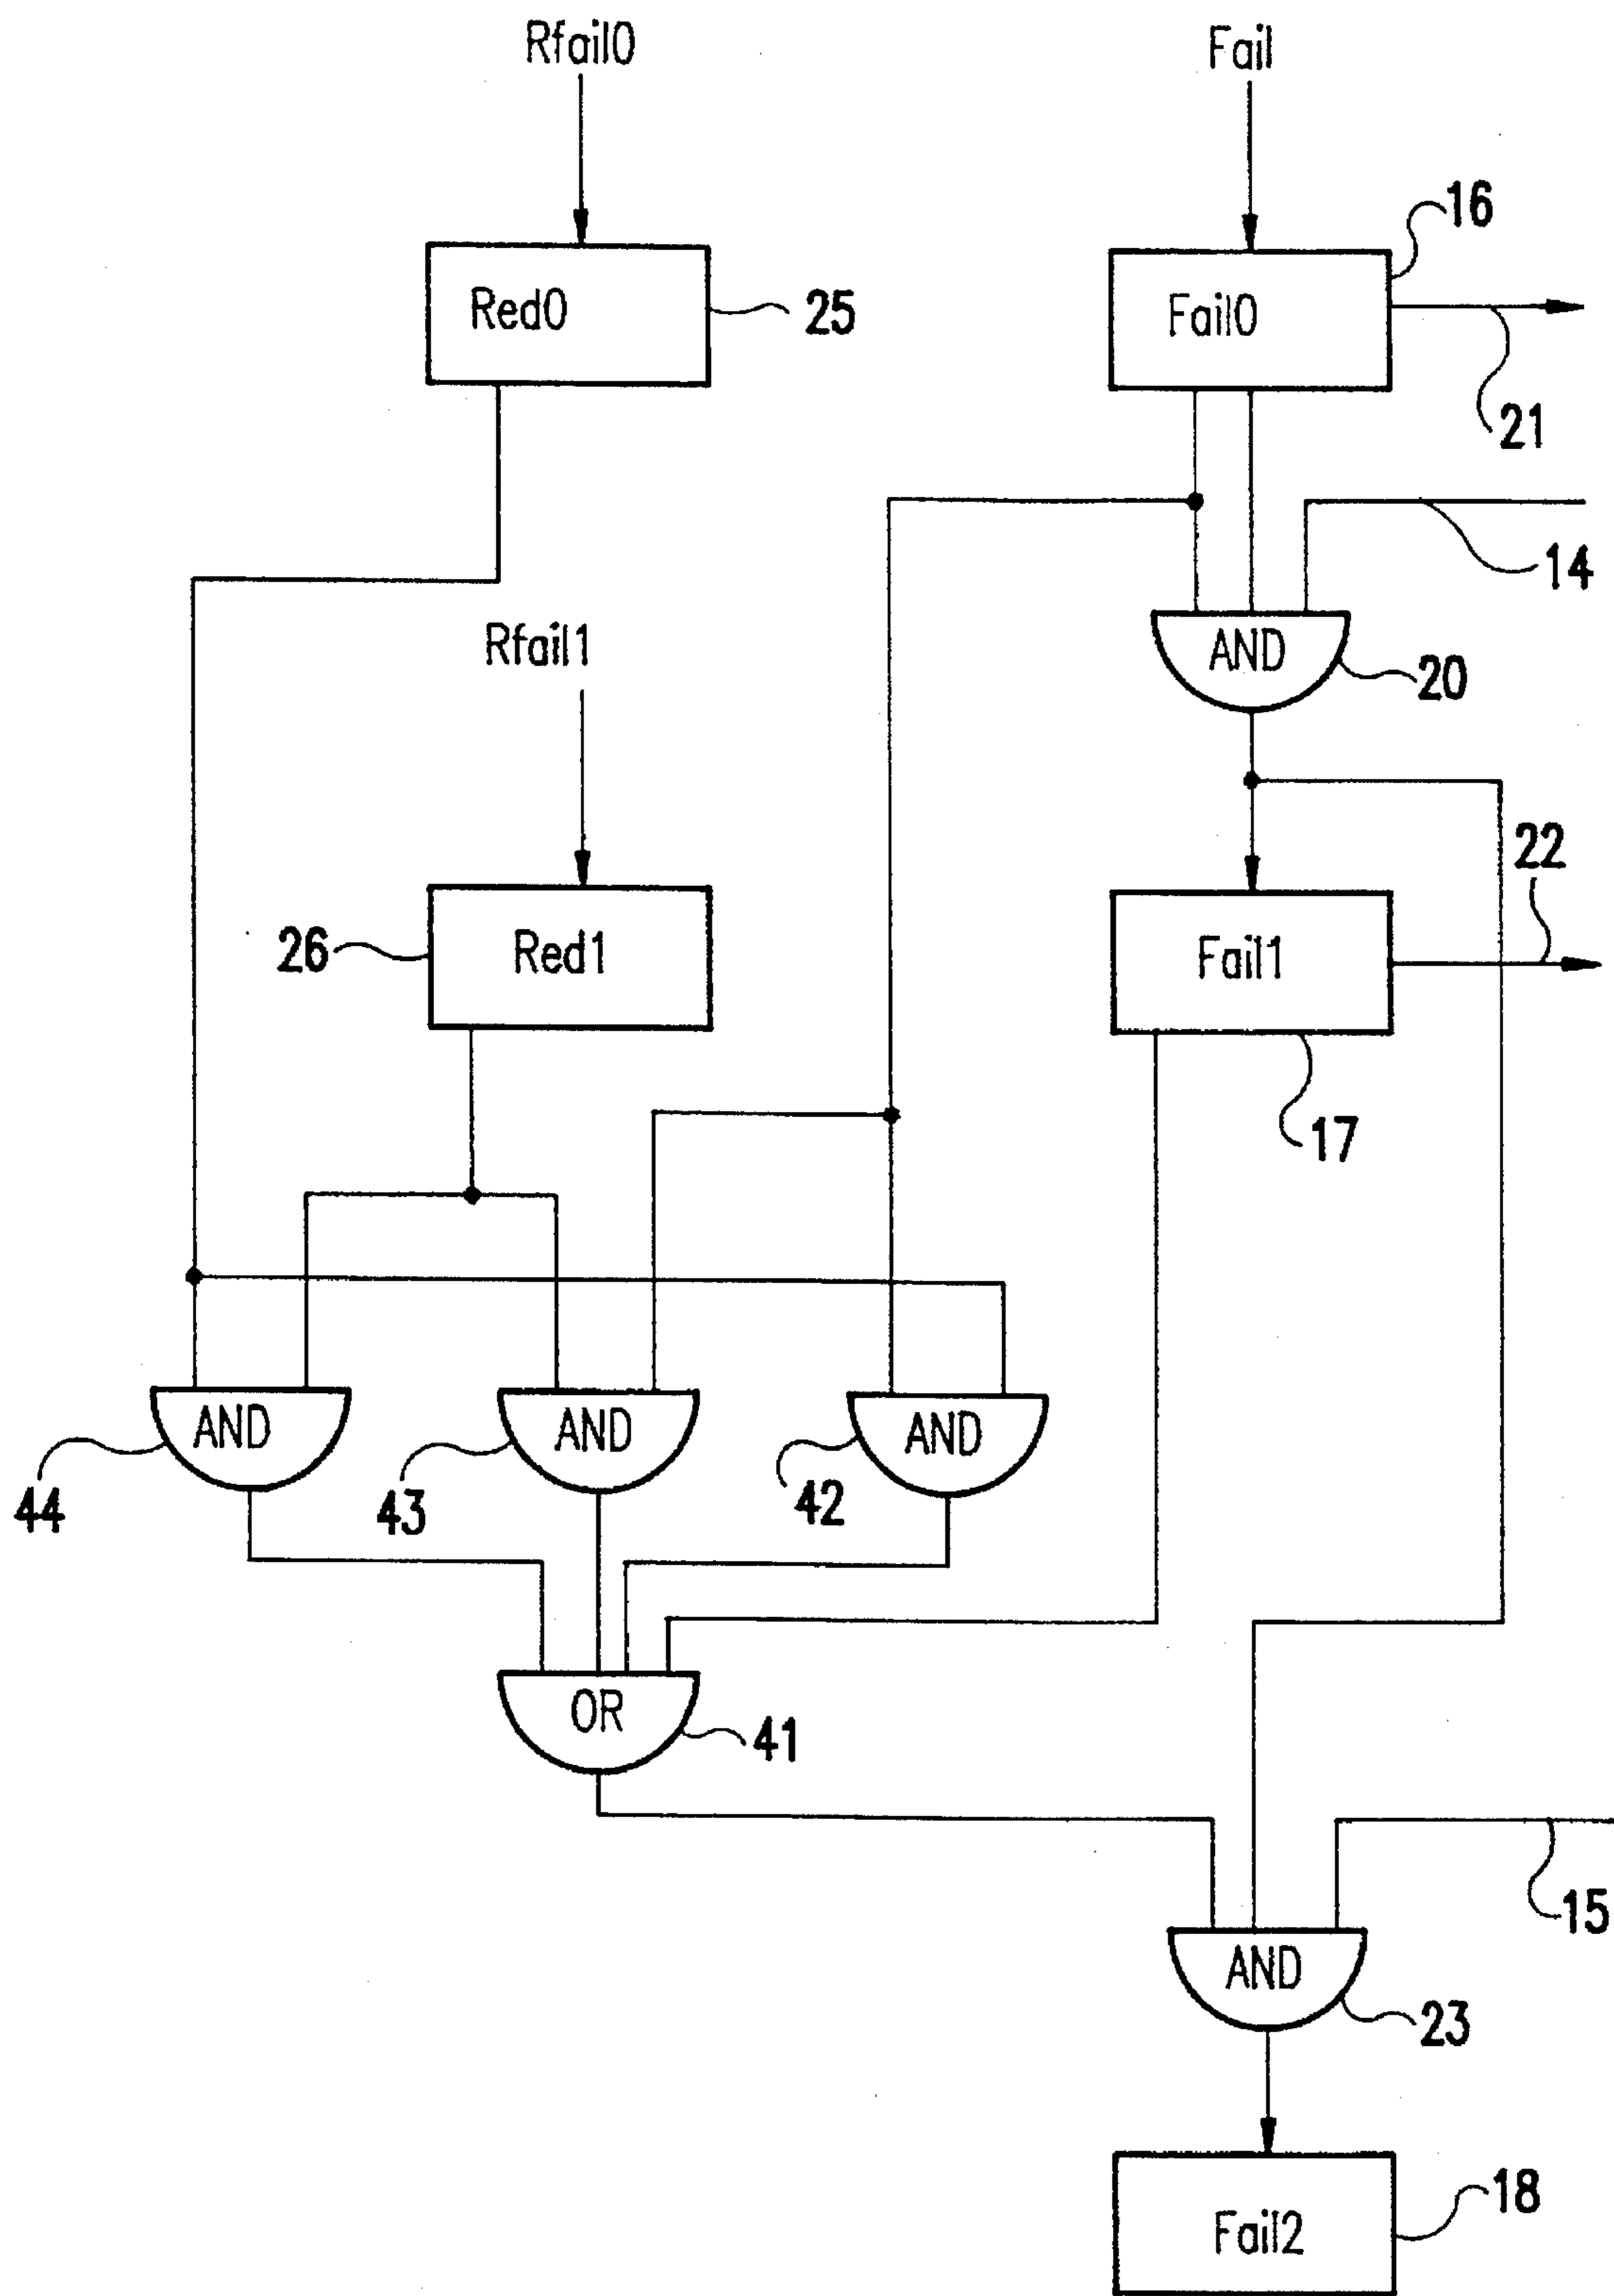 Rfail0
Fail
16
Red0
25
Fail0
21
14
Rfail1
AND
20
22
26
Red1
Fail1
17
AND
AND
AND
44
43
42
OR
41
15
AND
23
18
Fail2